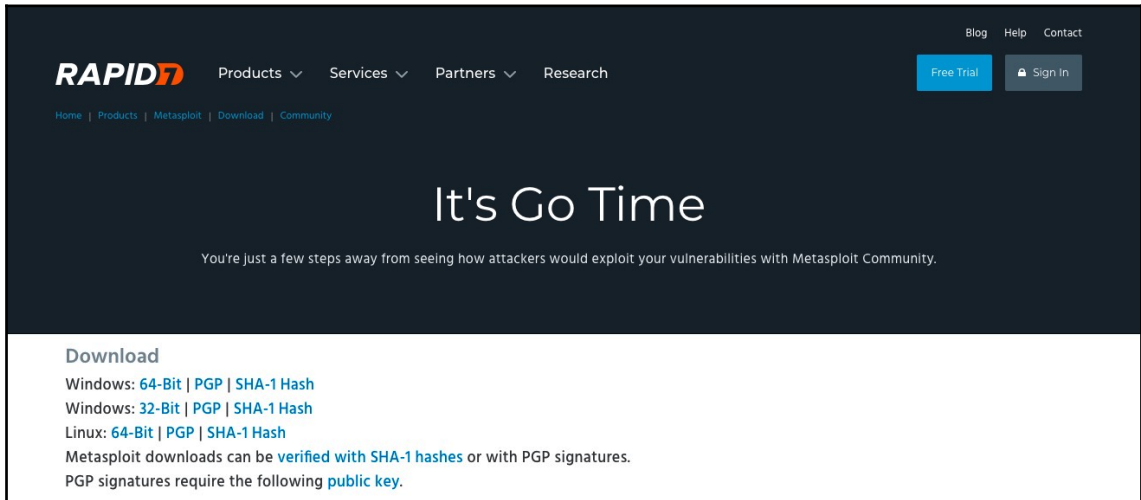 Blog Help Contact
RAPID7 Products Services Partners Research Free Trial Sign In
Home | Products | Metasploit | Download | Community
It's Go Time
You're just a few steps away from seeing how attackers would exploit your vulnerabilities with Metasploit Community.
Download
Windows: 64-Bit | PGP | SHA-1 Hash
Windows: 32-Bit | PGP | SHA-1 Hash
Linux: 64-Bit | PGP | SHA-1 Hash
Metasploit downloads can be verified with SHA-1 hashes or with PGP signatures.
PGP signatures require the following public key.